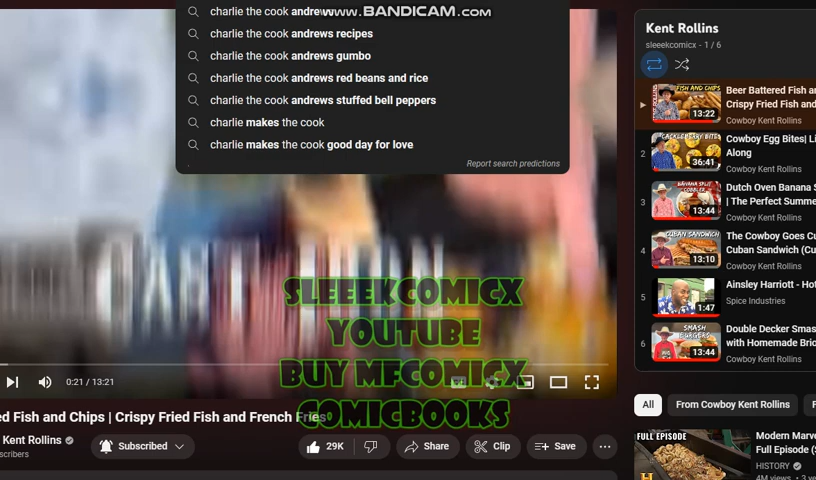 charlie the cook andrews
www.BANDICAM.com
charlie the cook andrews recipes
charlie the cook andrews gumbo
charlie the cook andrews red beans and rice
charlie the cook andrews stuffed bell peppers
charlie makes the cook
charlie makes the cook good day for love
Report search predictions
SLEEEKCOMICX
YOUTUBE
BUY MFCOMICX
COMICBOOKS
0:21 / 13:21
ed Fish and Chips | Crispy Fried Fish and French Fries
Kent Rollins
scribers
Subscribed
29K
Share
Clip
Save
Kent Rollins
sleeekcomicx - 1 / 6
FISH AND CHIPS
13:22
Beer Battered Fish an
Crispy Fried Fish and
Cowboy Kent Rollins
2
CACKLEBERRY BITES
36:41
Cowboy Egg Bites| Li
Along
Cowboy Kent Rollins
3
BANANA SPLIT
COBBLER
13:44
Dutch Oven Banana S
| The Perfect Summe
Cowboy Kent Rollins
4
CUBAN SANDWICH
13:10
The Cowboy Goes Cu
Cuban Sandwich (Cu
Cowboy Kent Rollins
5
1:47
Ainsley Harriott - Hot
Spice Industries
6
SMASH
BURGERS
13:44
Double Decker Smas
with Homemade Brio
Cowboy Kent Rollins
All
From Cowboy Kent Rollins
F
FULL EPISODE
H
Modern Marve
Full Episode (S
HISTORY
4M views • 3 ye